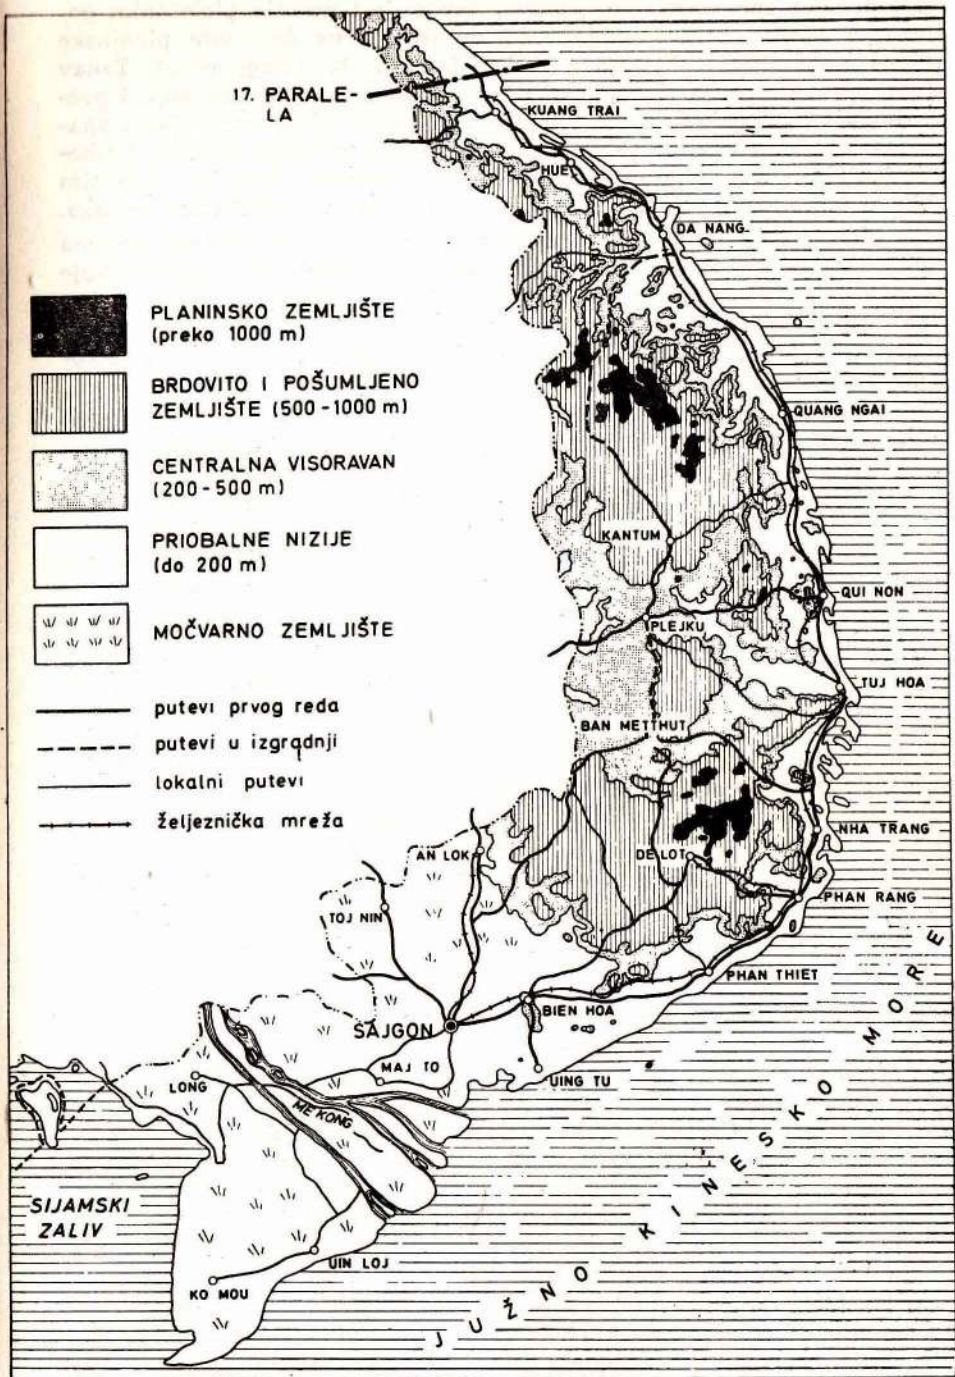 17. PARALE-
LA
KUANG TRAI
HUE
DA NANG
PLANINSKO ZEMLJIŠTE
(preko 1000 m)
BRDOVITO I POŠUMLJENO
ZEMLJIŠTE (500-1000 m)
QUANG NGAI
CENTRALNA VISORAVAN
(200-500 m)
PRIOBALNE NIZIJE
(do 200 m)
KANTUM
QUI NON
MOČVARNO ZEMLJIŠTE
PLEJKU
TUJ HOA
putevi prvog reda
BAN METTHUT
putevi u izgradnji
lokalni putevi
željeznička mreža
NHA TRANG
AN LOK
DE LOT
PHAN RANG
TOJ NIN
PHAN THIET
BIEN HOA
SAJGON
MAJ TO
UING TU
LONG
ME KONG
SIJAMSKI
ZALIV
UIN LOJ
KO MOU
JUŽNO KINESKO MORE